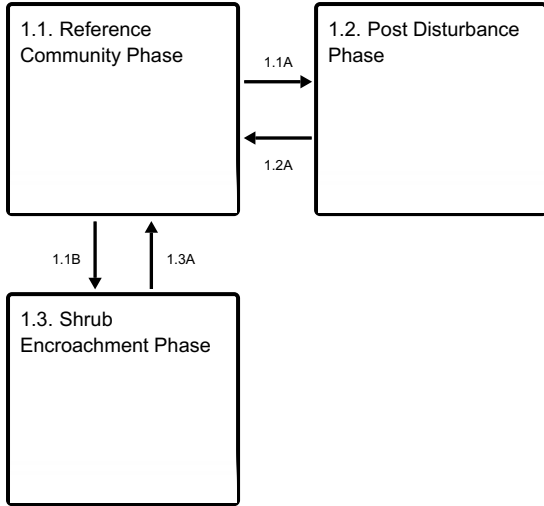 1.1. Reference
Community Phase
1.2. Post Disturbance
Phase
1.1A
1.2A
1.1B
1.3A
1.3. Shrub
Encroachment Phase